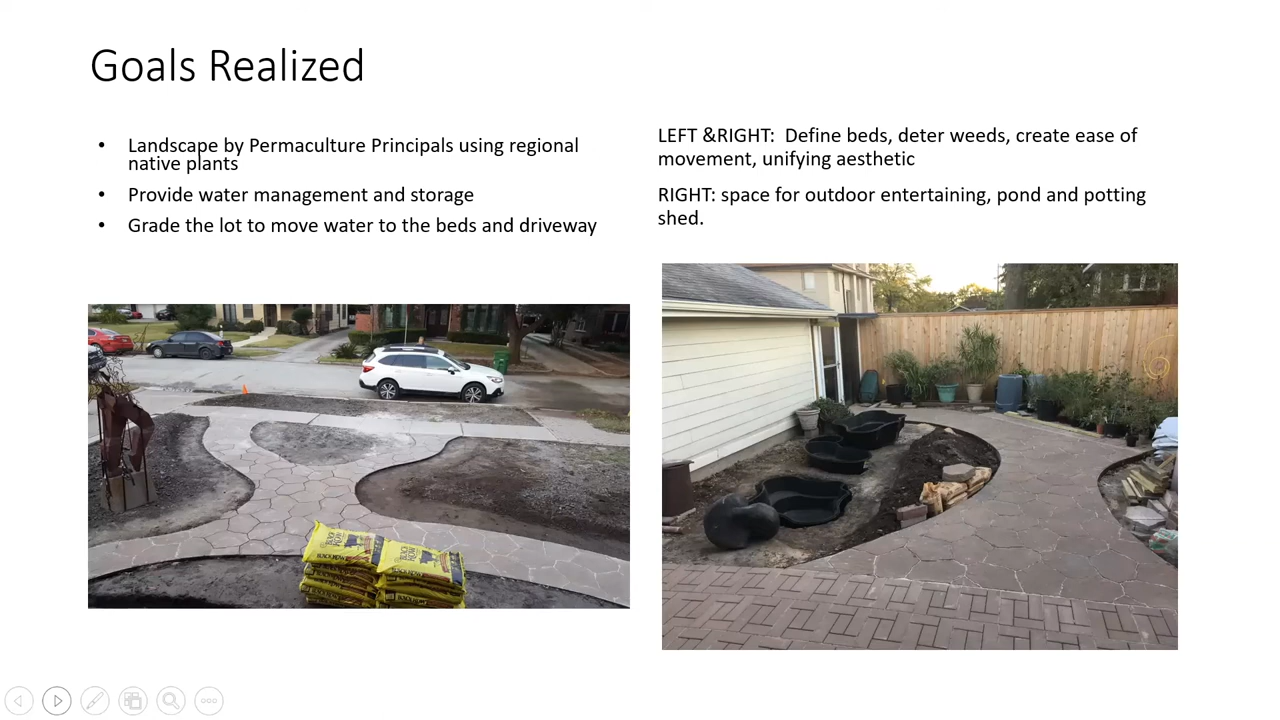 Goals Realized
• Landscape by Permaculture Principals using regional
native plants
• Provide water management and storage
• Grade the lot to move water to the beds and driveway
LEFT &RIGHT:  Define beds, deter weeds, create ease of
movement, unifying aesthetic
RIGHT: space for outdoor entertaining, pond and potting
shed.